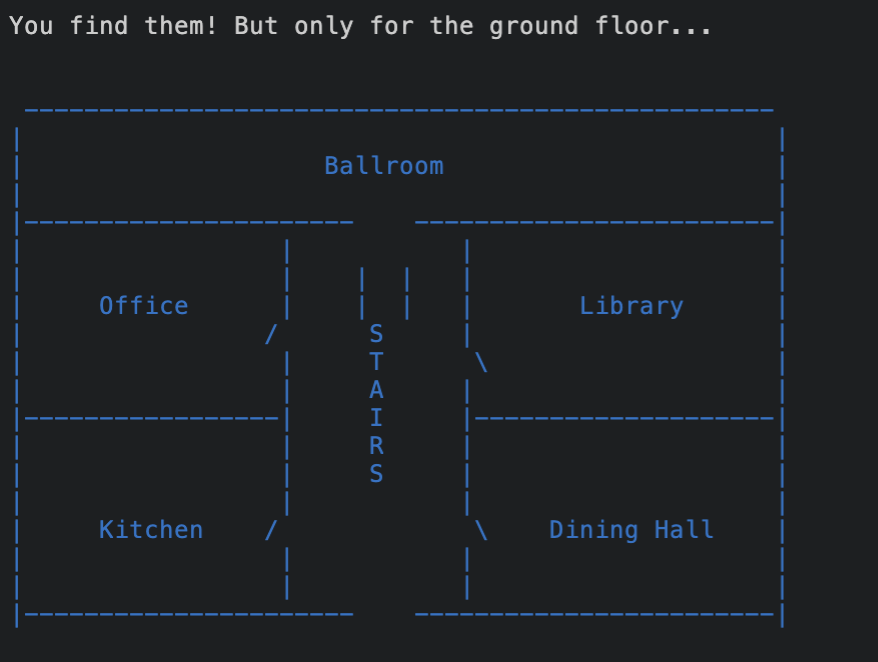 You find them! But only for the ground floor...
Ballroom
Office
Library
S
T
A
I
R
S
Kitchen
Dining Hall